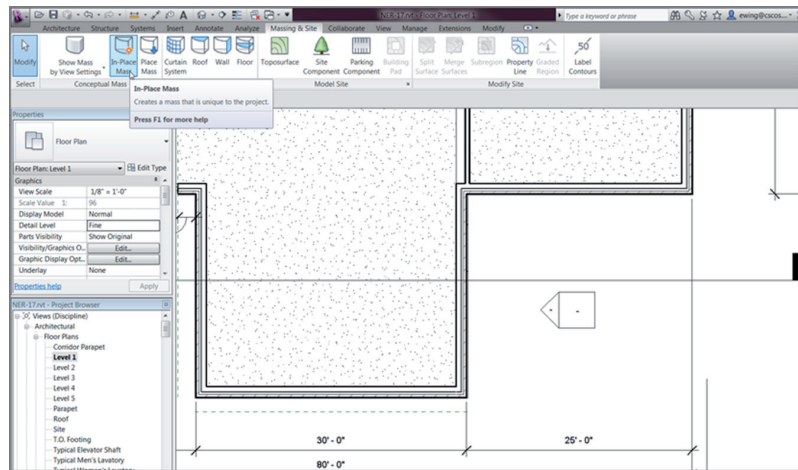 NER-17.rvt - Floor Plan: Level 1
Type a keyword or phrase
ewing@cscos...
Architecture Structure Systems Insert Annotate Analyze Massing & Site Collaborate View Manage Extensions Modify
Modify
Show Mass
by View Settings
In-Place
Mass
Place
Mass
Curtain
System
Roof
Wall
Floor
Toposurface
Site
Component
Parking
Component
Building
Pad
Split
Surface
Merge
Surfaces
Subregion
Property
Line
Graded
Region
50
Label
Contours
Select
Conceptual Mass
Model Site
Modify Site
In-Place Mass
Creates a mass that is unique to the project.
Press F1 for more help
Properties
Floor Plan
Floor Plan: Level 1
Edit Type
Graphics
View Scale 1/8" = 1'-0"
Scale Value 1: 96
Display Model Normal
Detail Level Fine
Parts Visibility Show Original
Visibility/Graphics O... Edit...
Graphic Display Opt... Edit...
Underlay None
Properties help
Apply
NER-17.rvt - Project Browser
Views (Discipline)
Architectural
Floor Plans
Corridor Parapet
Level 1
Level 2
Level 3
Level 4
Level 5
Parapet
Roof
Site
T.O. Footing
Typical Elevator Shaft
Typical Men's Lavatory
Typical Women's Lavatory
30' - 0"
25' - 0"
80' - 0"